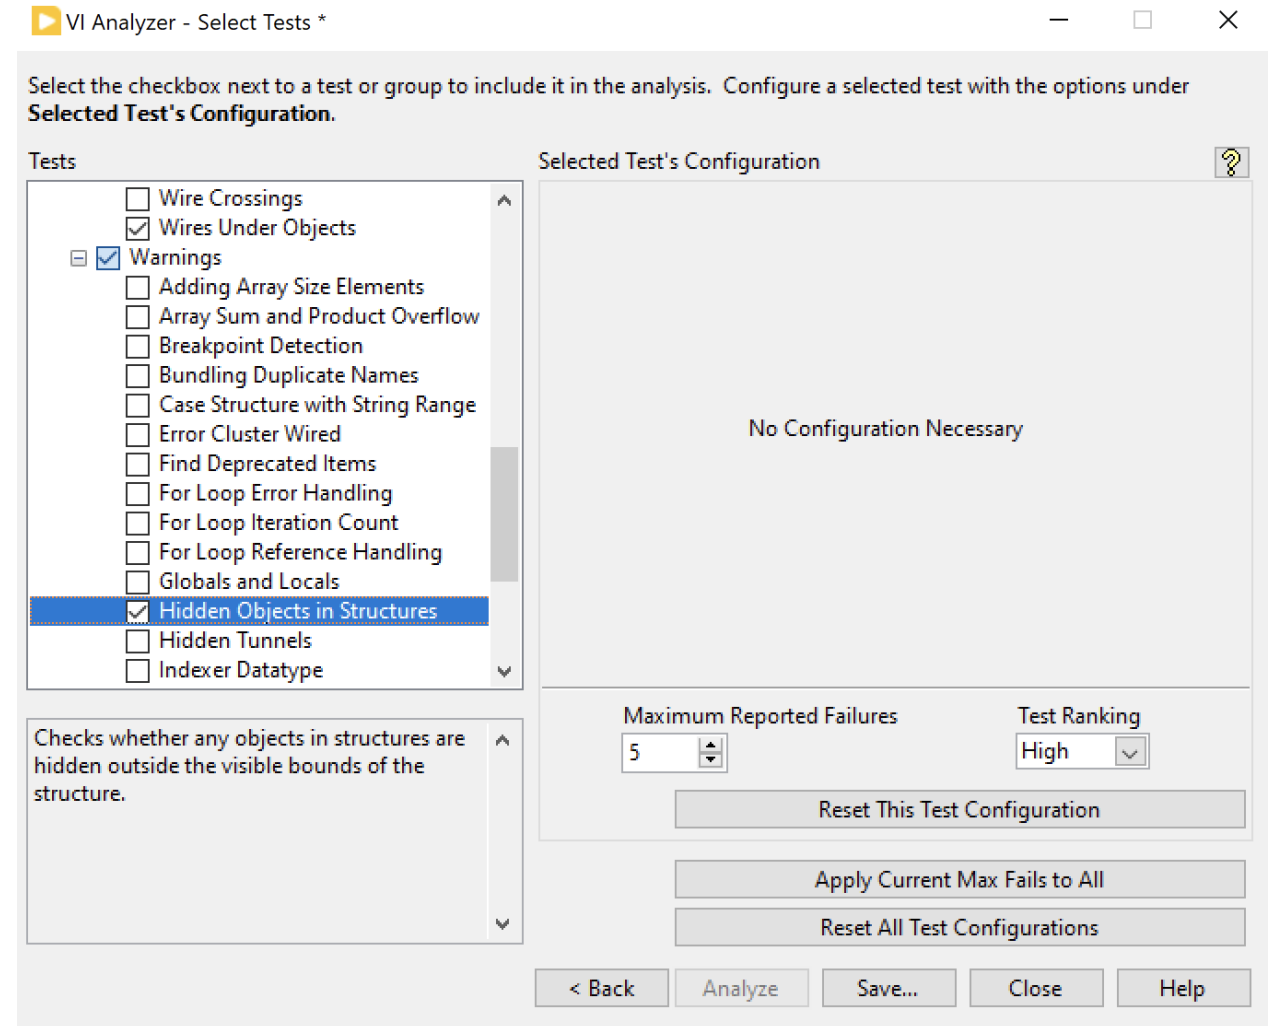 VI Analyzer - Select Tests *
Select the checkbox next to a test or group to include it in the analysis.  Configure a selected test with the options under
Selected Test's Configuration.
Tests
Wire Crossings
Wires Under Objects
Warnings
Adding Array Size Elements
Array Sum and Product Overflow
Breakpoint Detection
Bundling Duplicate Names
Case Structure with String Range
Error Cluster Wired
Find Deprecated Items
For Loop Error Handling
For Loop Iteration Count
For Loop Reference Handling
Globals and Locals
Hidden Objects in Structures
Hidden Tunnels
Indexer Datatype
Checks whether any objects in structures are
hidden outside the visible bounds of the
structure.
Selected Test's Configuration
?
No Configuration Necessary
Maximum Reported Failures
5
Test Ranking
High
Reset This Test Configuration
Apply Current Max Fails to All
Reset All Test Configurations
< Back
Analyze
Save...
Close
Help